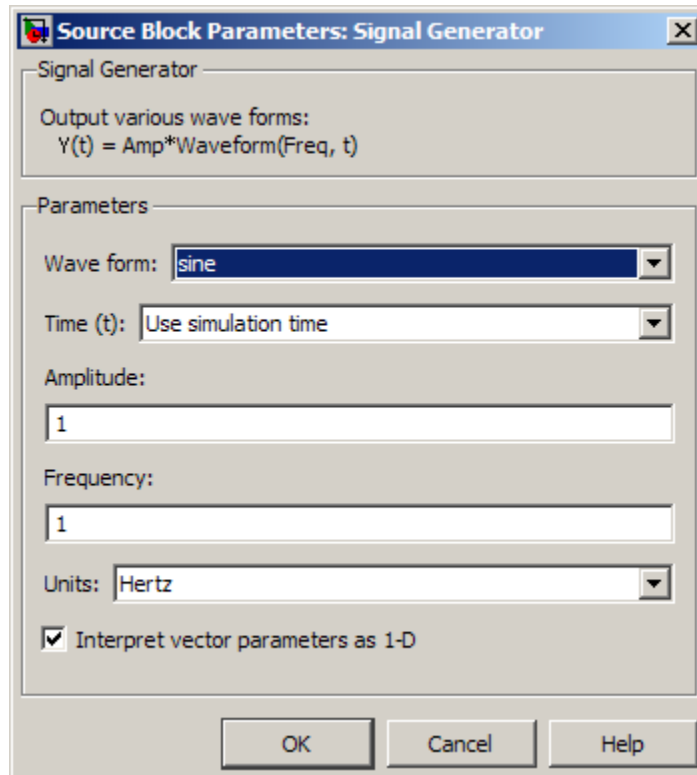 Source Block Parameters: Signal Generator
Signal Generator
Output various wave forms:
Y(t) = Amp*Waveform(Freq, t)
Parameters
Wave form: sine
Time (t): Use simulation time
Amplitude:
1
Frequency:
1
Units: Hertz
Interpret vector parameters as 1-D
OK Cancel Help